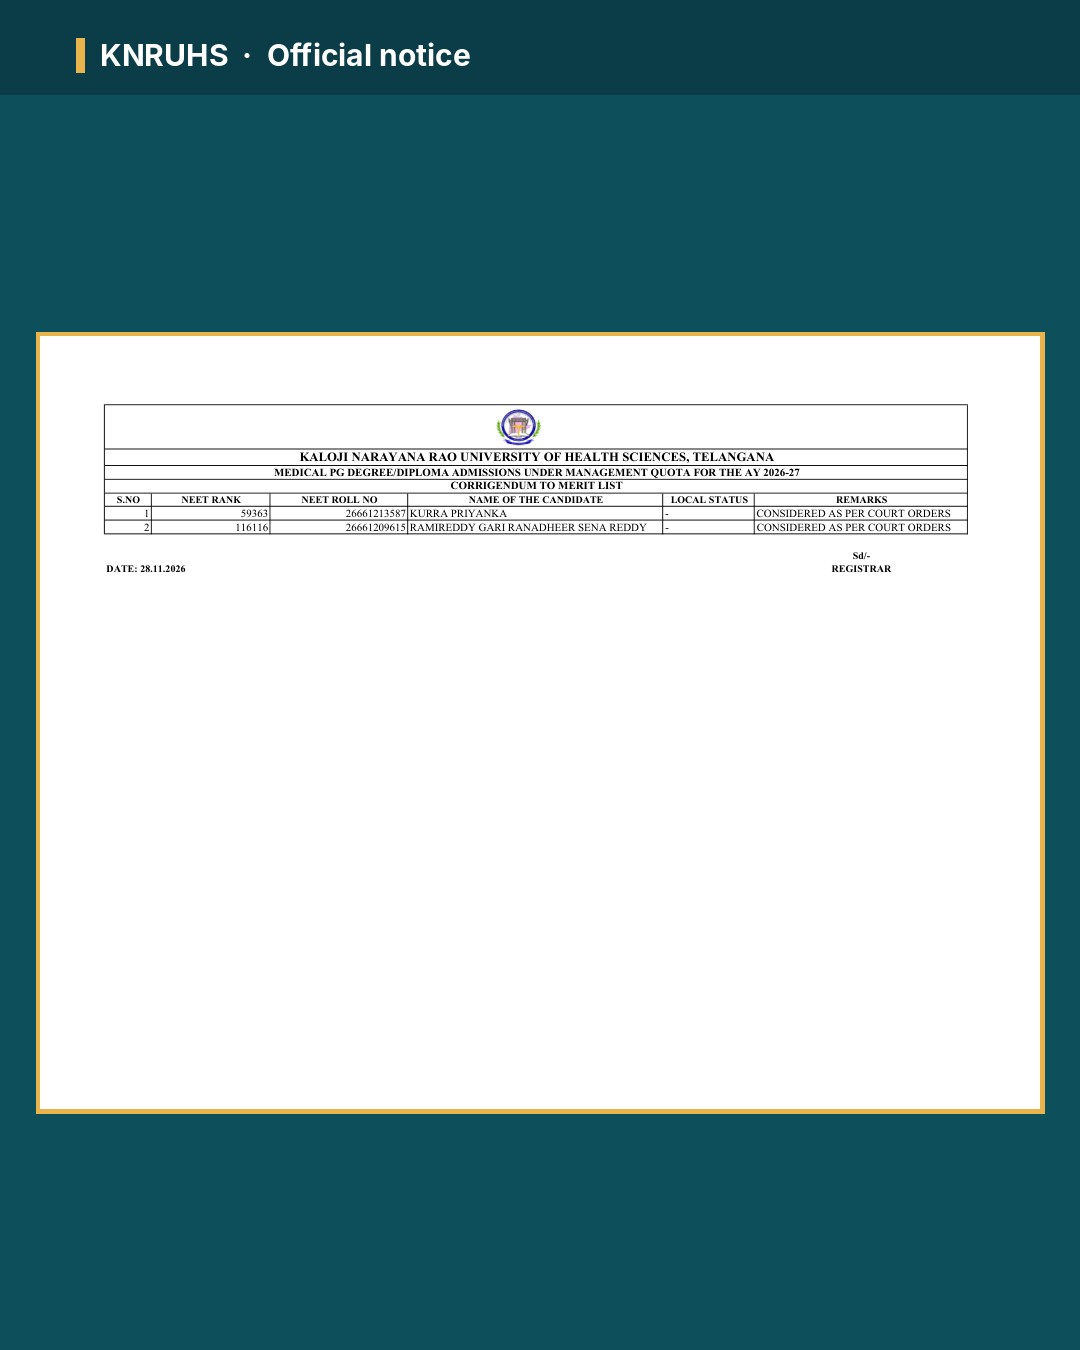 KNRUHS · Official notice
KALOJI NARAYANA RAO UNIVERSITY OF HEALTH SCIENCES, TELANGANA
MEDICAL PG DEGREE/DIPLOMA ADMISSIONS UNDER MANAGEMENT QUOTA FOR THE AY 2026-27
CORRIGENDUM TO MERIT LIST
S.NO NEET RANK NEET ROLL NO NAME OF THE CANDIDATE LOCAL STATUS REMARKS
1 59363 26661213587 KURRA PRIYANKA - CONSIDERED AS PER COURT ORDERS
2 116116 26661209615 RAMIREDDY GARI RANADHEER SENA REDDY - CONSIDERED AS PER COURT ORDERS
Sd/-
DATE: 28.11.2026 REGISTRAR